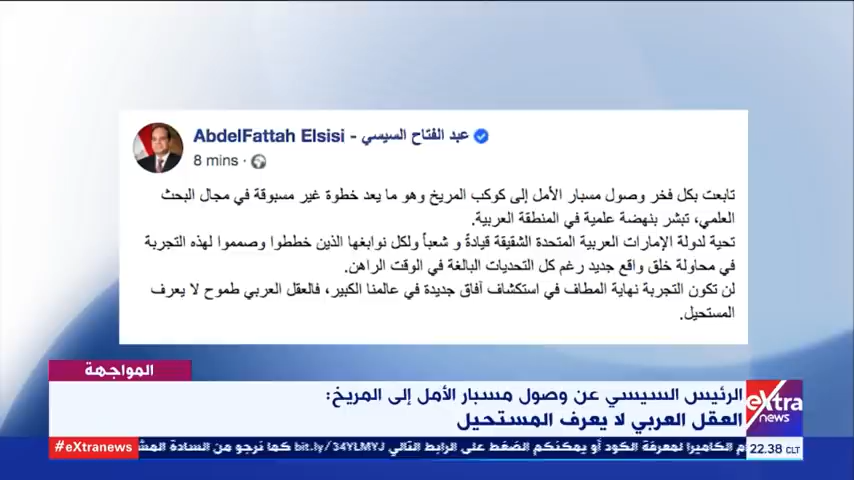 AbdelFattah Elsisi - عبد الفتاح السيسي
8 mins ·
تابعت بكل فخر وصول مسبار الأمل إلى كوكب المريخ وهو ما يعد خطوة غير مسبوقة في مجال البحث
العلمي، تبشر بنهضة علمية في المنطقة العربية.
تحية لدولة الإمارات العربية المتحدة الشقيقة قيادةً و شعباً ولكل نوابغها الذين خططوا وصمموا لهذه التجربة
في محاولة خلق واقع جديد رغم كل التحديات البالغة في الوقت الراهن.
لن تكون التجربة نهاية المطاف في استكشاف آفاق جديدة في عالمنا الكبير، فالعقل العربي طموح لا يعرف
المستحيل.
المواجهة
الرئيس السيسي عن وصول مسبار الأمل إلى المريخ:
العقل العربي لا يعرف المستحيل
eXtra
news
#eXtranews
م الكاميرا لمعرفة الكود أو يمكنكم الضغط على الرابط التالي bit.ly/34YLMYJ كما نرجو من السادة المش
22.38 CLT